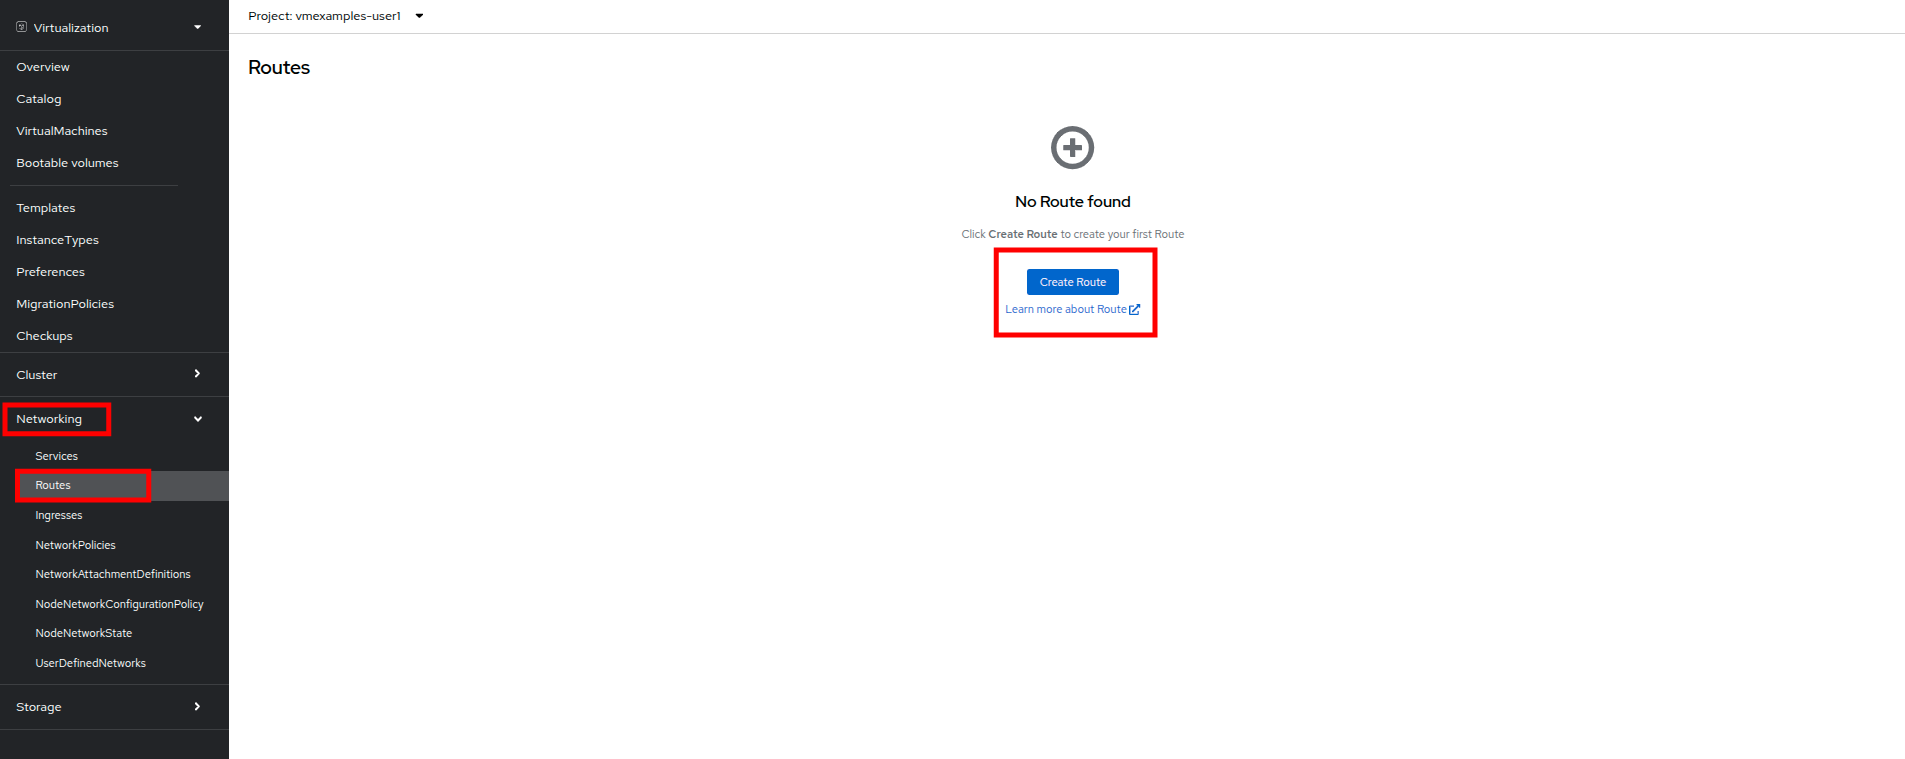 Virtualization
Overview
Catalog
VirtualMachines
Bootable volumes
Templates
InstanceTypes
Preferences
MigrationPolicies
Checkups
Cluster
Networking
Services
Routes
Ingresses
NetworkPolicies
NetworkAttachmentDefinitions
NodeNetworkConfigurationPolicy
NodeNetworkState
UserDefinedNetworks
Storage
Project: vmexamples-user1
Routes
No Route found
Click Create Route to create your first Route
Create Route
Learn more about Route